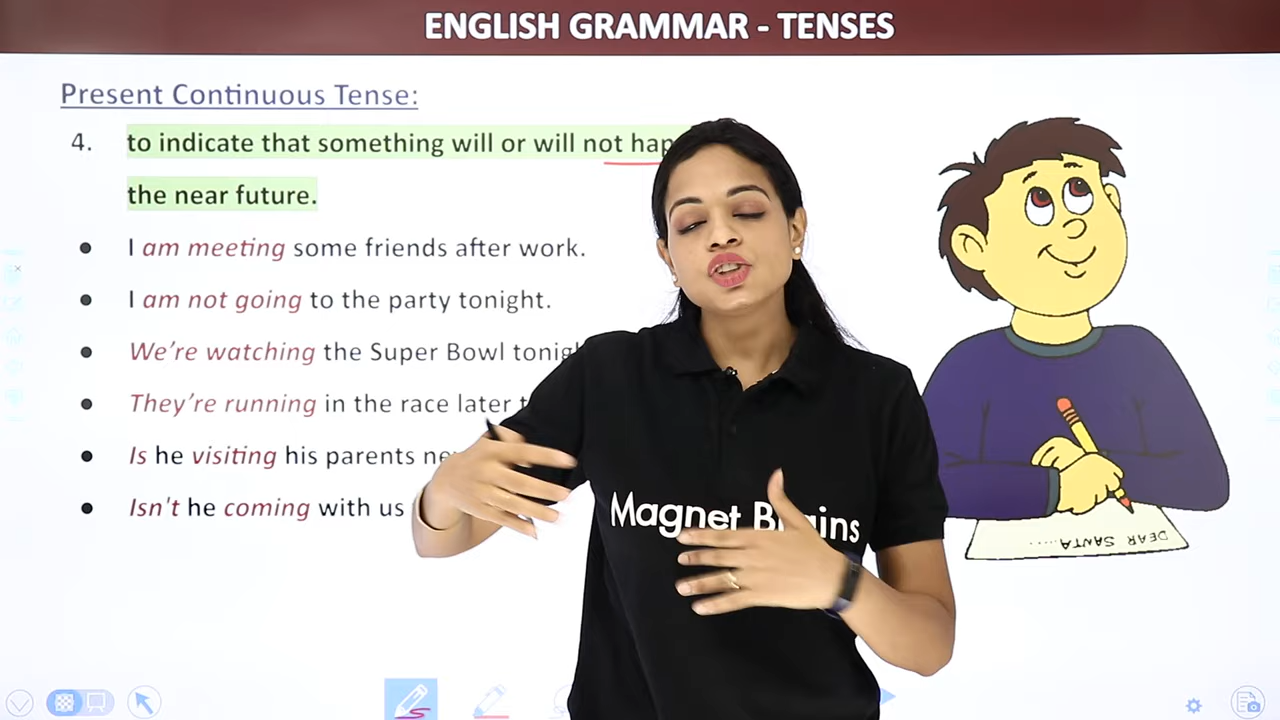 ENGLISH GRAMMAR - TENSES
Present Continuous Tense:
4. to indicate that something will or will not hap
the near future.
• I am meeting some friends after work.
• I am not going to the party tonight.
• We’re watching the Super Bowl tonig
• They’re running in the race later t
• Is he visiting his parents ne
• Isn't he coming with us
Magnet B ains
DEAR SANTA....